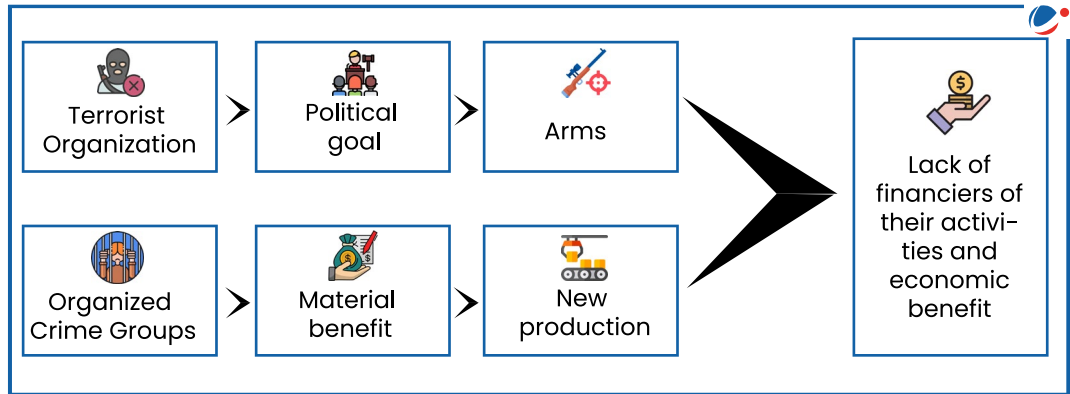 Terrorist
Organization
Political
goal
Arms
Organized
Crime Groups
Material
benefit
New
production
Lack of
financiers of
their activi-
ties and
economic
benefit